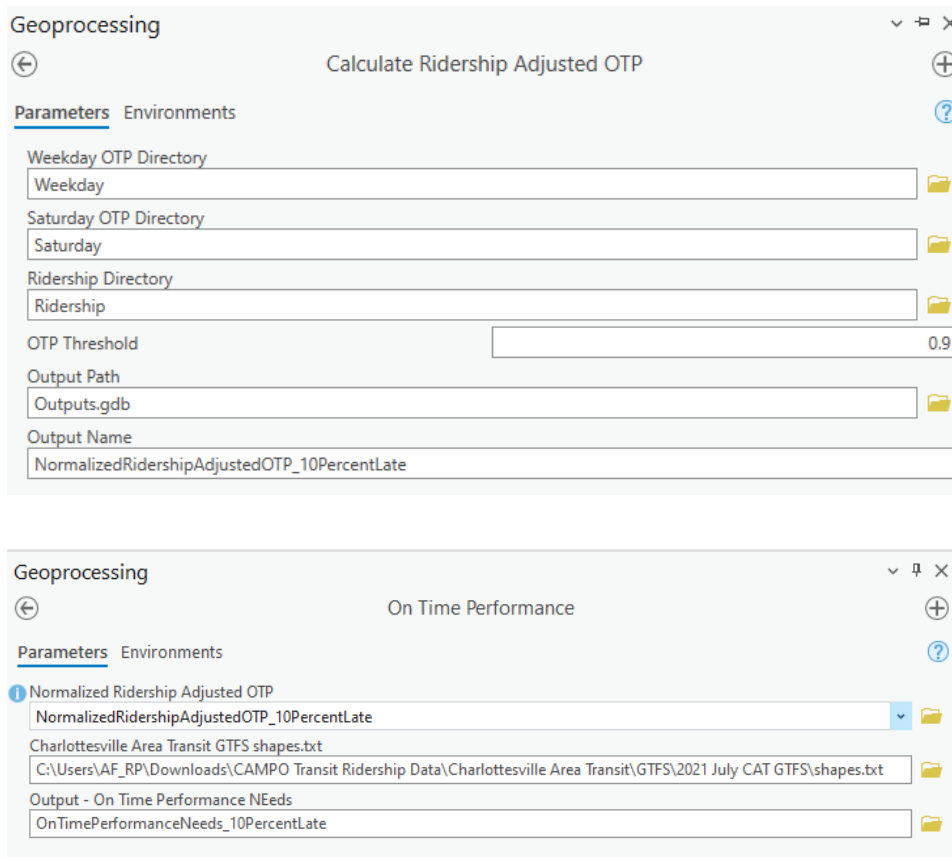 Geoprocessing
Calculate Ridership Adjusted OTP
Parameters Environments
Weekday OTP Directory
Weekday
Saturday OTP Directory
Saturday
Ridership Directory
Ridership
OTP Threshold 0.9
Output Path
Outputs.gdb
Output Name
NormalizedRidershipAdjustedOTP_10PercentLate
Geoprocessing
On Time Performance
Parameters Environments
Normalized Ridership Adjusted OTP
NormalizedRidershipAdjustedOTP_10PercentLate
Charlottesville Area Transit GTFS shapes.txt
C:\Users\AF_RP\Downloads\CAMPO Transit Ridership Data\Charlottesville Area Transit\GTFS\2021 July CAT GTFS\shapes.txt
Output - On Time Performance NEeds
OnTimePerformanceNeeds_10PercentLate